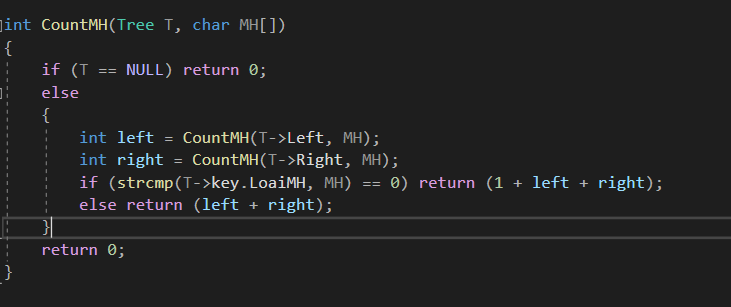 int CountMH(Tree T, char MH[])
{
if (T == NULL) return 0;
else
{
int left = CountMH(T->Left, MH);
int right = CountMH(T->Right, MH);
if (strcmp(T->key.LoaiMH, MH) == 0) return (1 + left + right);
else return (left + right);
}
return 0;
}